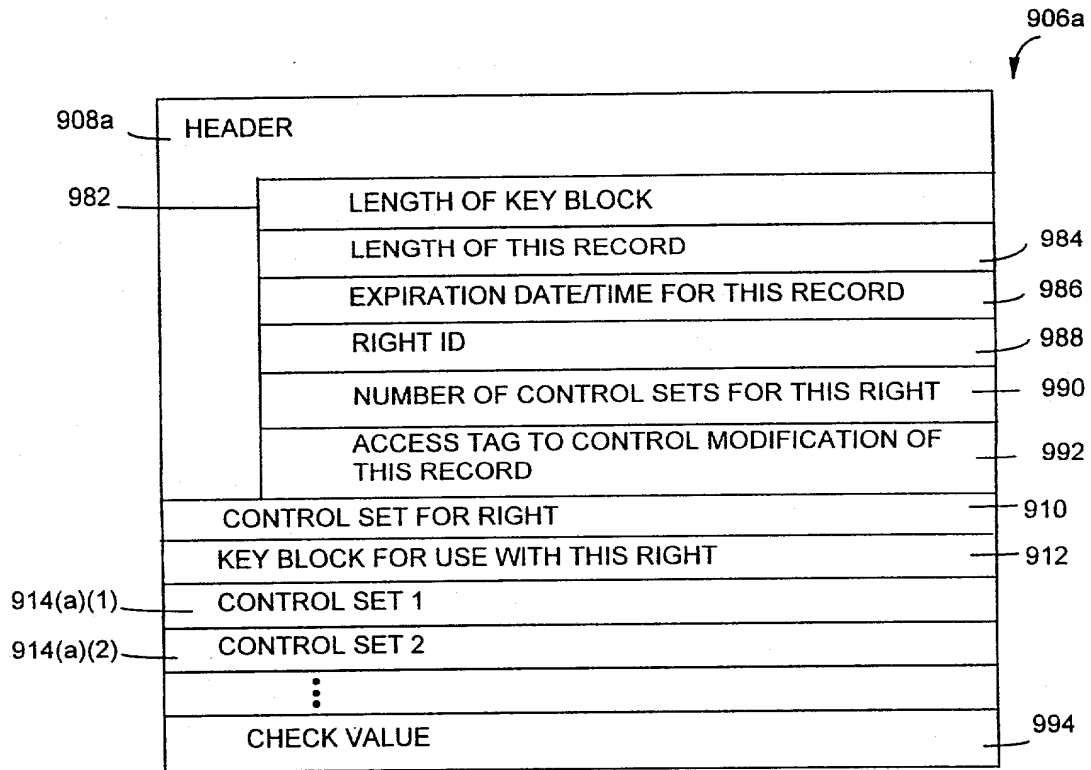 906a
908a
HEADER
982
LENGTH OF KEY BLOCK
LENGTH OF THIS RECORD
984
EXPIRATION DATE/TIME FOR THIS RECORD
986
RIGHT ID
988
NUMBER OF CONTROL SETS FOR THIS RIGHT
990
ACCESS TAG TO CONTROL MODIFICATION OF
THIS RECORD
992
CONTROL SET FOR RIGHT
910
KEY BLOCK FOR USE WITH THIS RIGHT
912
914(a)(1)
CONTROL SET 1
914(a)(2)
CONTROL SET 2
CHECK VALUE
994